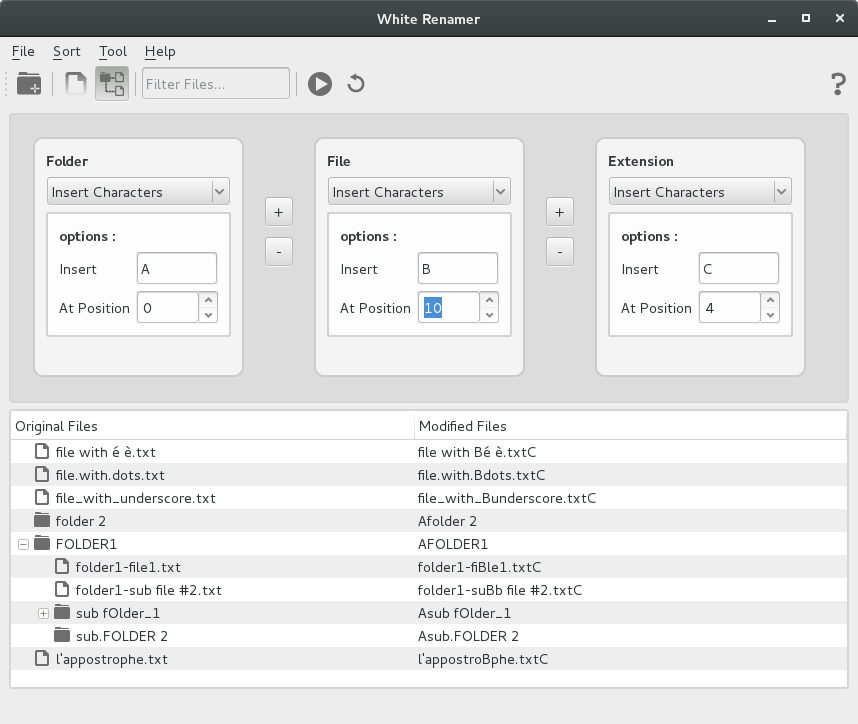 White Renamer
File Sort Tool Help
Filter Files... ?
Folder File Extension
Insert Characters Insert Characters Insert Characters
+ +
options : options : options :
- -
Insert A Insert B Insert C
At Position 0 At Position 10 At Position 4
Original Files Modified Files
file with é è.txt file with Bé è.txtC
file.with.dots.txt file.with.Bdots.txtC
file_with_underscore.txt file_with_Bunderscore.txtC
folder 2 Afolder 2
FOLDER1 AFOLDER1
folder1-file1.txt folder1-fiBle1.txtC
folder1-sub file #2.txt folder1-suBb file #2.txtC
sub fOlder_1 Asub fOlder_1
sub.FOLDER 2 Asub.FOLDER 2
l'appostrophe.txt l'appostroBphe.txtC